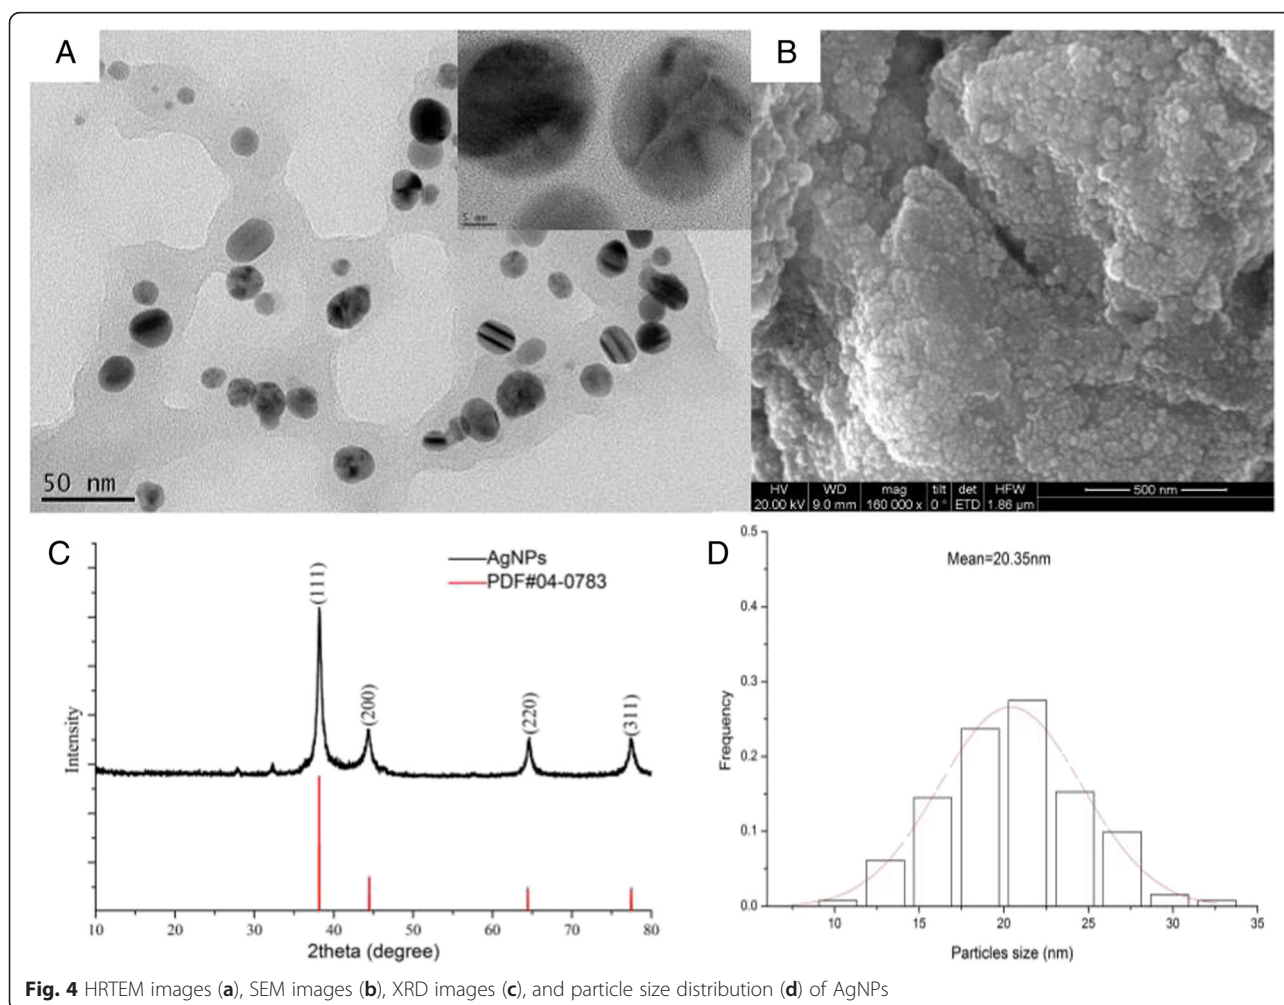 A
5 nm
50 nm
B
HV WD mag tilt det HFW
20.00 kV 9.0 mm 160 000 x 0 ° ETD 1.86 µm
500 nm
C
AgNPs
PDF#04-0783
(111)
(200)
(220)
(311)
Intensity
10 20 30 40 50 60 70 80
2theta (degree)
D
Mean=20.35nm
0.5
0.4
0.3
0.2
0.1
0.0
Frequency
10 15 20 25 30 35
Particles size (nm)
Fig. 4 HRTEM images (a), SEM images (b), XRD images (c), and particle size distribution (d) of AgNPs